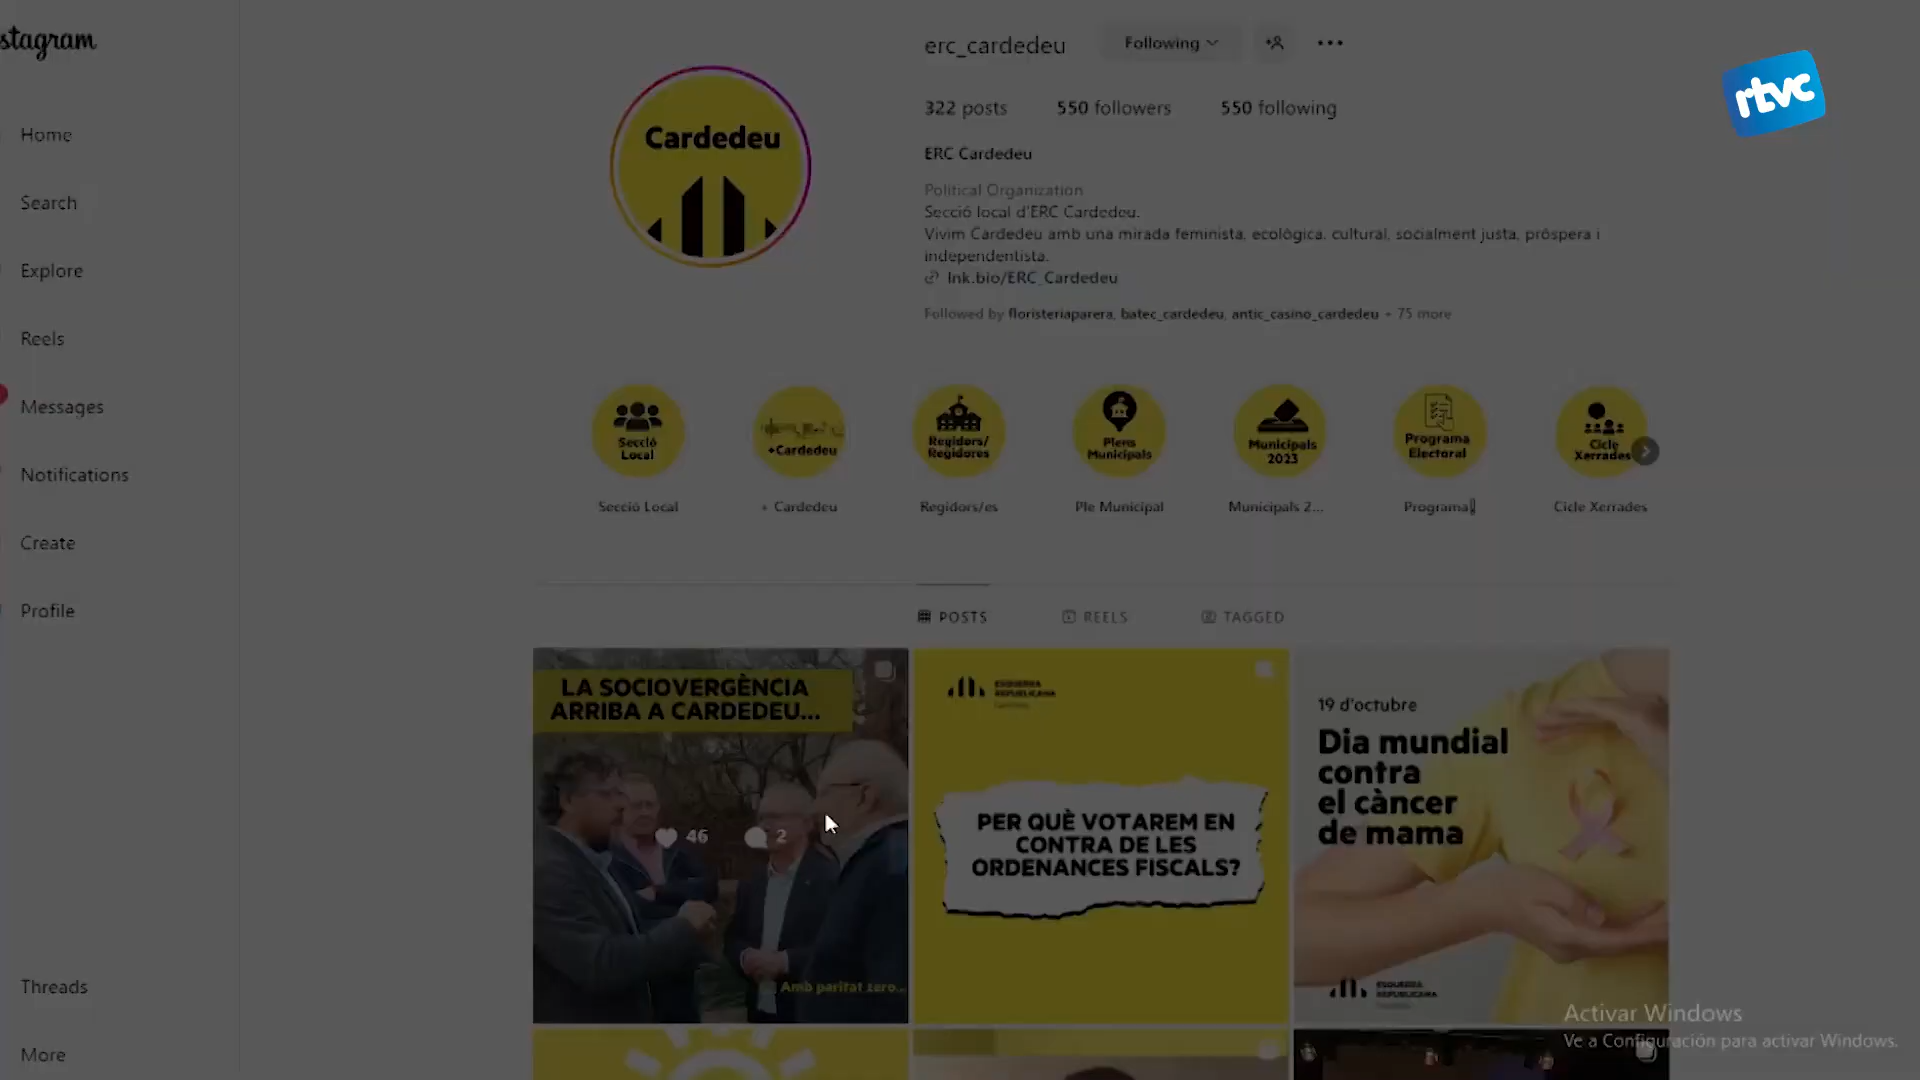 stagram
Home
Search
Explore
Reels
Messages
Notifications
Create
Profile
Threads
More
erc_cardedeu
Following
322 posts
550 followers
550 following
ERC Cardedeu
Political Organization
Secció local d'ERC Cardedeu.
Vivim Cardedeu amb una mirada feminista, ecològica, cultural, socialment justa, pròspera i
independentista.
lnk.bio/ERC_Cardedeu
Followed by floristeriaparera, batec_cardedeu, antic_casino_cardedeu + 75 more
rtvc
Cardedeu
Secció
Local
+Cardedeu
Regidors/
Regidores
Plens
Municipals
Municipals
2023
Programa
Electoral
Cicle
Xerrades
Secció Local
+ Cardedeu
Regidors/es
Ple Municipal
Municipals 2...
Programa
Cicle Xerrades
POSTS
REELS
TAGGED
LA SOCIOVERGÈNCIA
ARRIBA A CARDEDEU...
46
2
Amb paritat zero...
ESQUERRA
REPUBLICANA
PER QUÈ VOTAREM EN
CONTRA DE LES
ORDENANCES FISCALS?
19 d'octubre
Dia mundial
contra
el càncer
de mama
ESQUERRA
REPUBLICANA
Activar Windows
Ve a Configuración para activar Windows.